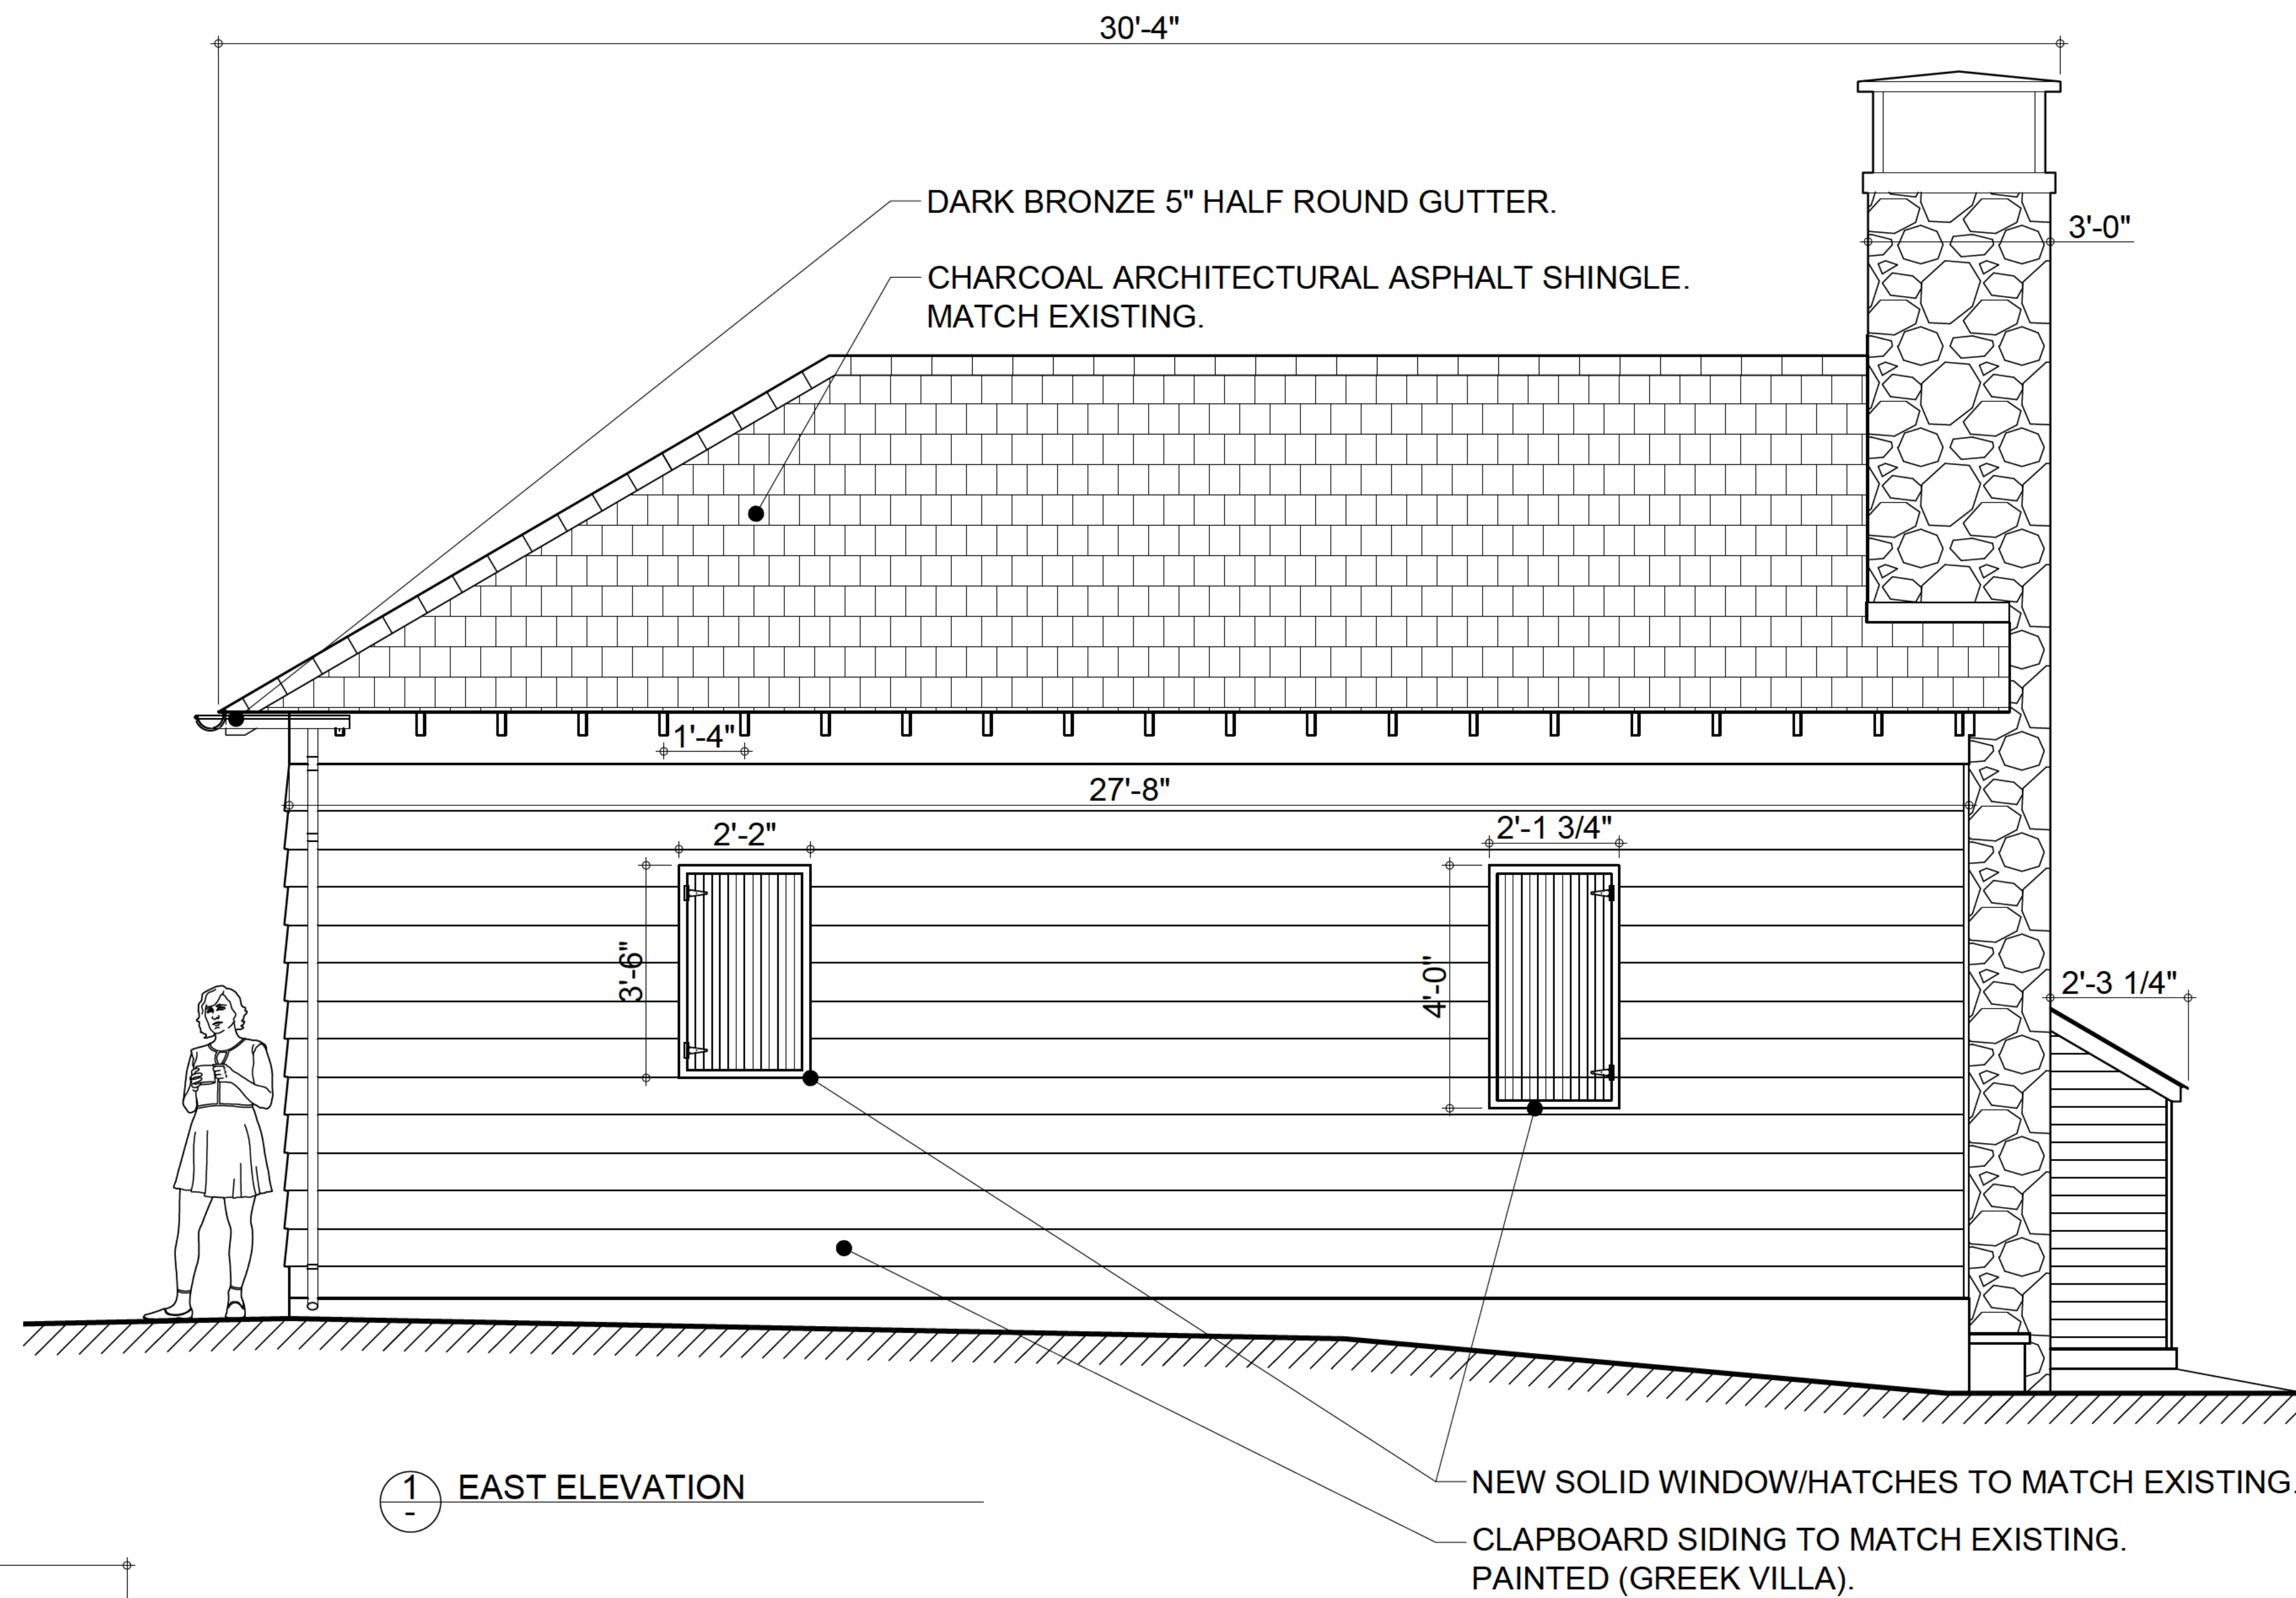 30'-4"
DARK BRONZE 5" HALF ROUND GUTTER.
3'-0"
CHARCOAL ARCHITECTURAL ASPHALT SHINGLE.
MATCH EXISTING.
1'-4"
27'-8"
2'-2"
2'-1 3/4"
3'-6"
4'-0"
2'-3 1/4"
1
-
EAST ELEVATION
NEW SOLID WINDOW/HATCHES TO MATCH EXISTING.
CLAPBOARD SIDING TO MATCH EXISTING.
PAINTED (GREEK VILLA).